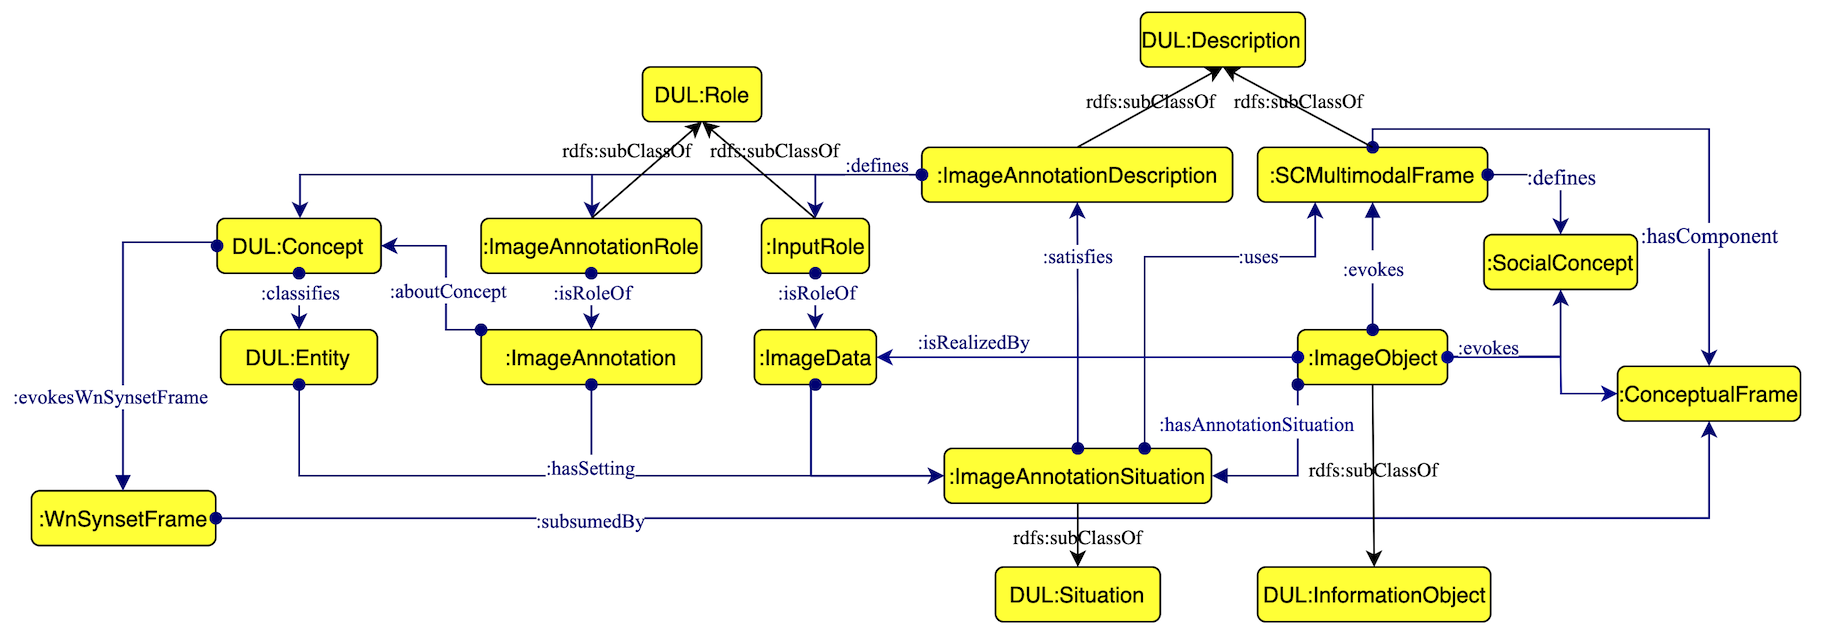 DUL:Description
DUL:Role
rdfs:subClassOf
rdfs:subClassOf
rdfs:subClassOf
rdfs:subClassOf
:defines
:ImageAnnotationDescription
:SCMultimodalFrame
:defines
DUL:Concept
:ImageAnnotationRole
:InputRole
:satisfies
:uses
:evokes
:SocialConcept
:hasComponent
:classifies
:aboutConcept
:isRoleOf
:isRoleOf
DUL:Entity
:ImageAnnotation
:ImageData
:isRealizedBy
:ImageObject
:evokes
:evokesWnSynsetFrame
:ConceptualFrame
:hasAnnotationSituation
:hasSetting
:ImageAnnotationSituation
rdfs:subClassOf
:WnSynsetFrame
:subsumedBy
rdfs:subClassOf
DUL:Situation
DUL:InformationObject